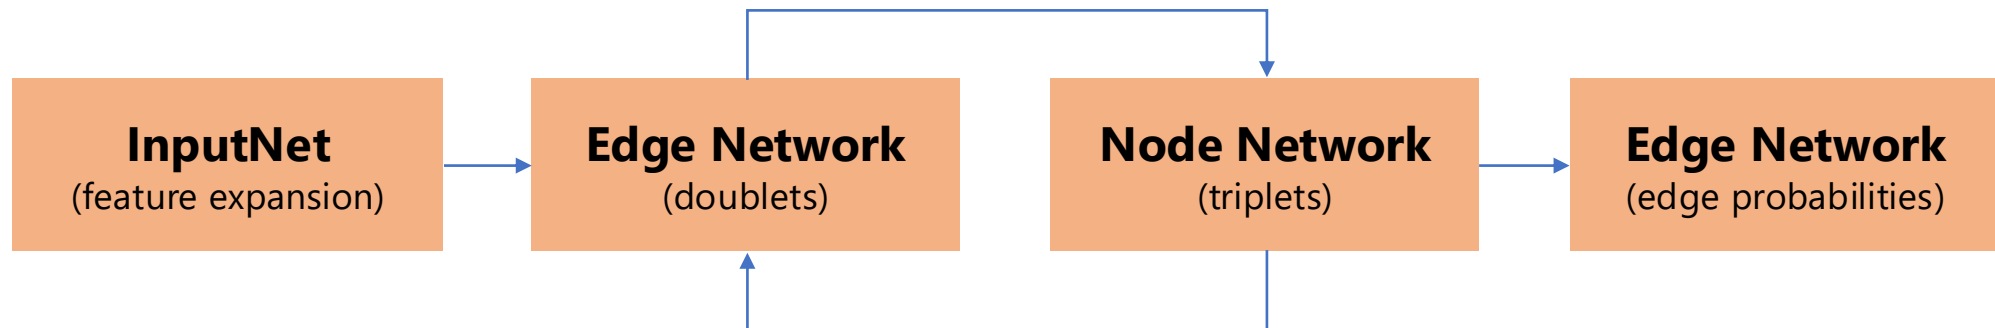 InputNet
(feature expansion)
Edge Network
(doublets)
Node Network
(triplets)
Edge Network
(edge probabilities)